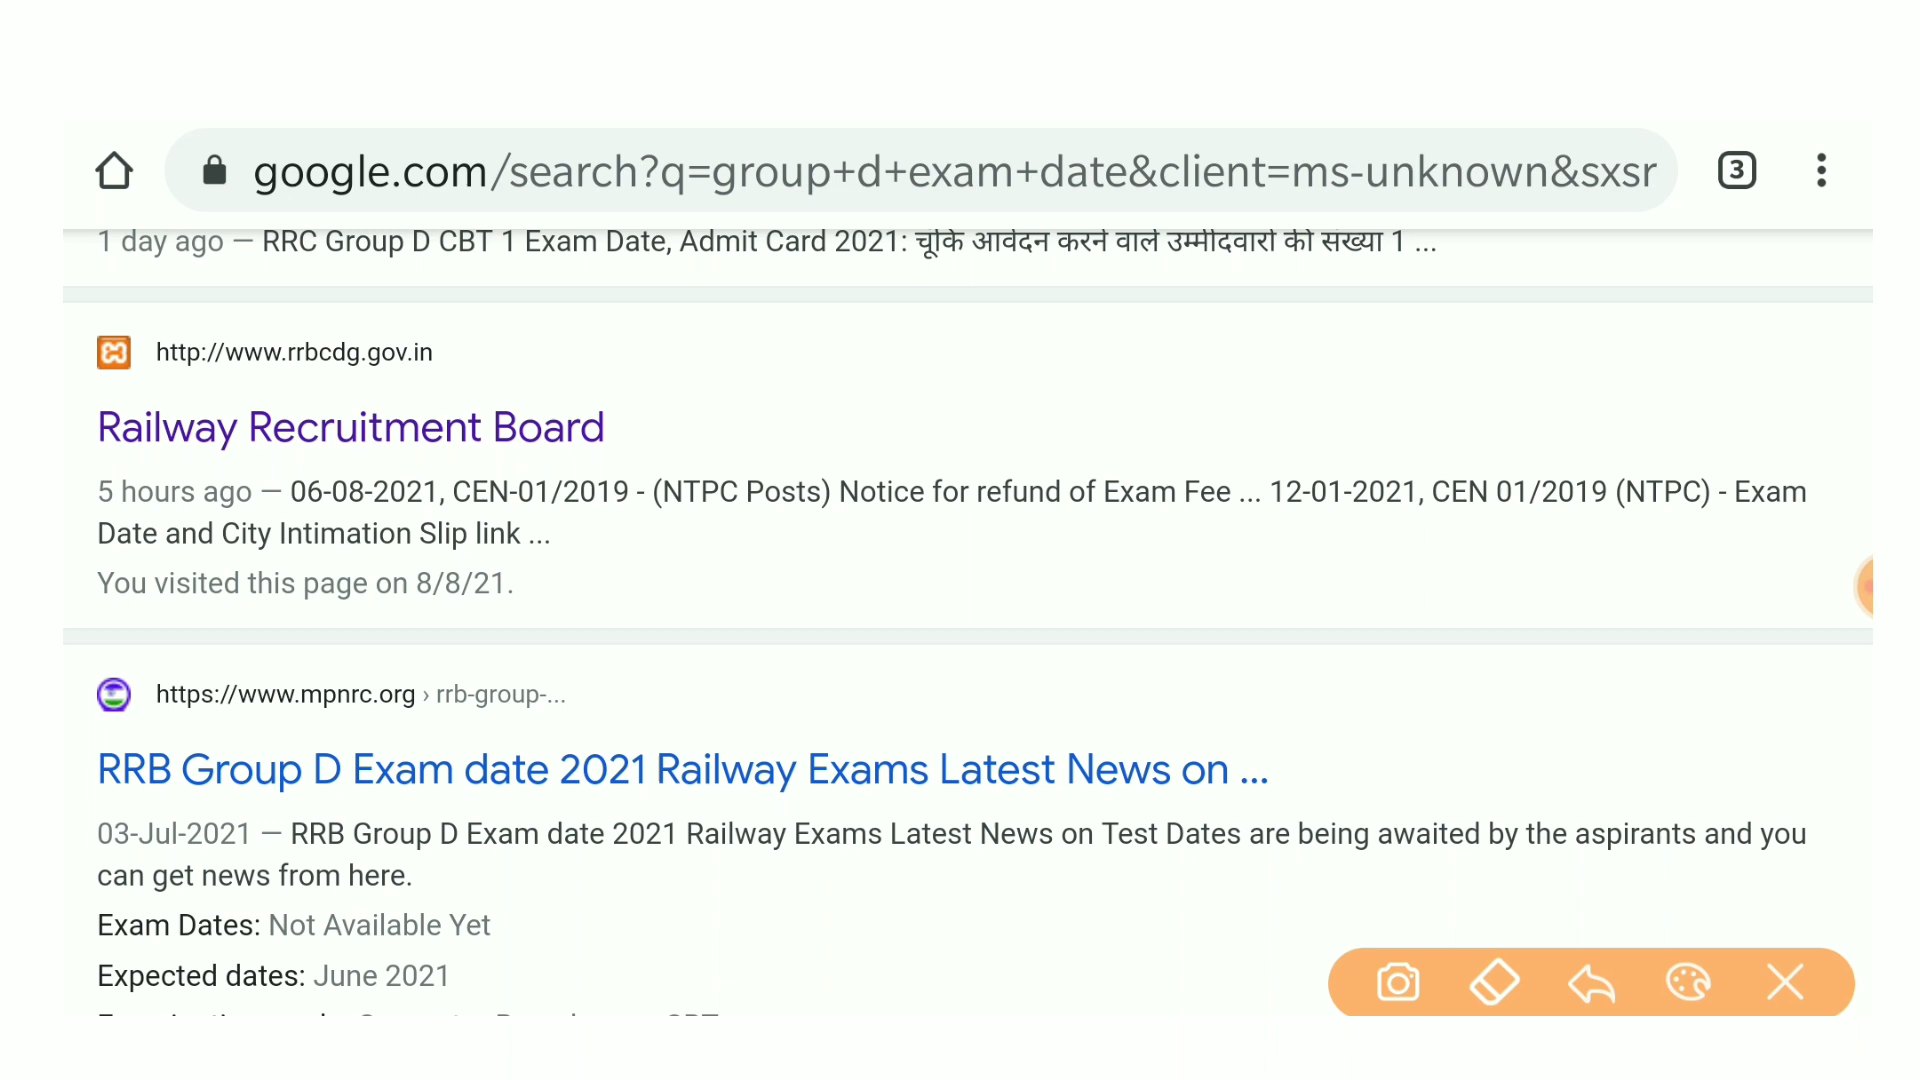 google.com/search?q=group+d+exam+date&client=ms-unknown&sxsr
3
1 day ago — RRC Group D CBT 1 Exam Date, Admit Card 2021: चूंकि आवेदन करने वाले उम्मीदवारों की संख्या 1 ...
http://www.rrbcdg.gov.in
Railway Recruitment Board
5 hours ago — 06-08-2021, CEN-01/2019 - (NTPC Posts) Notice for refund of Exam Fee ... 12-01-2021, CEN 01/2019 (NTPC) - Exam
Date and City Intimation Slip link ...
You visited this page on 8/8/21.
https://www.mpnrc.org › rrb-group-...
RRB Group D Exam date 2021 Railway Exams Latest News on ...
03-Jul-2021 — RRB Group D Exam date 2021 Railway Exams Latest News on Test Dates are being awaited by the aspirants and you
can get news from here.
Exam Dates: Not Available Yet
Expected dates: June 2021